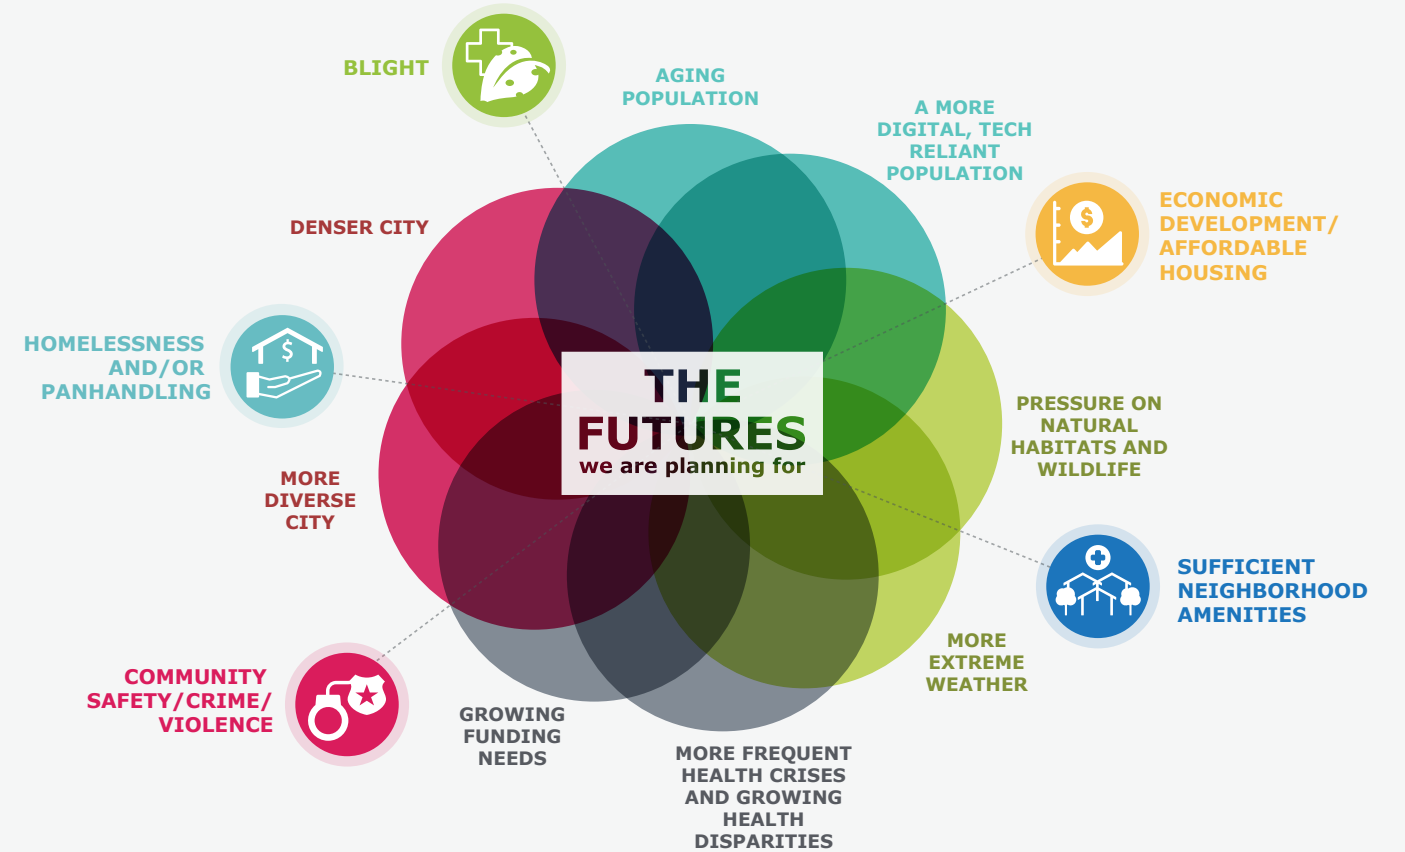 BLIGHT
AGING
POPULATION
A MORE
DIGITAL, TECH
RELIANT
POPULATION
ECONOMIC
DEVELOPMENT/
AFFORDABLE
HOUSING
$
DENSER CITY
HOMELESSNESS
AND/OR
PANHANDLING
$
THE
FUTURES
we are planning for
PRESSURE ON
NATURAL
HABITATS AND
WILDLIFE
MORE
DIVERSE
CITY
SUFFICIENT
NEIGHBORHOOD
AMENITIES
MORE
EXTREME
WEATHER
COMMUNITY
SAFETY/CRIME/
VIOLENCE
GROWING
FUNDING
NEEDS
MORE FREQUENT
HEALTH CRISES
AND GROWING
HEALTH
DISPARITIES